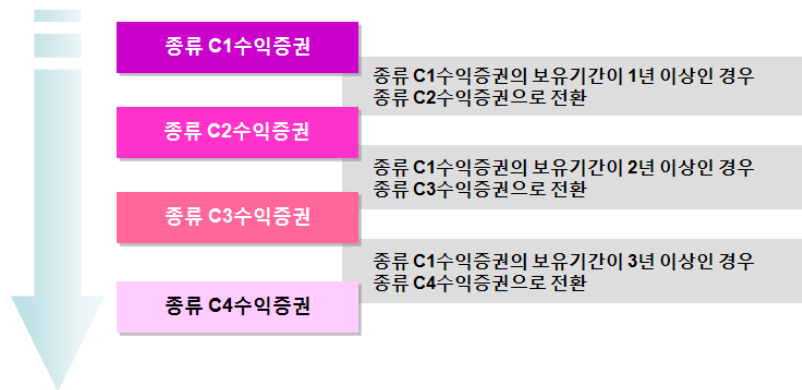 종류 C1수익증권
종류 C1수익증권의 보유기간이 1년 이상인 경우
종류 C2수익증권으로 전환
종류 C2수익증권
종류 C1수익증권의 보유기간이 2년 이상인 경우
종류 C3수익증권으로 전환
종류 C3수익증권
종류 C1수익증권의 보유기간이 3년 이상인 경우
종류 C4수익증권으로 전환
종류 C4수익증권